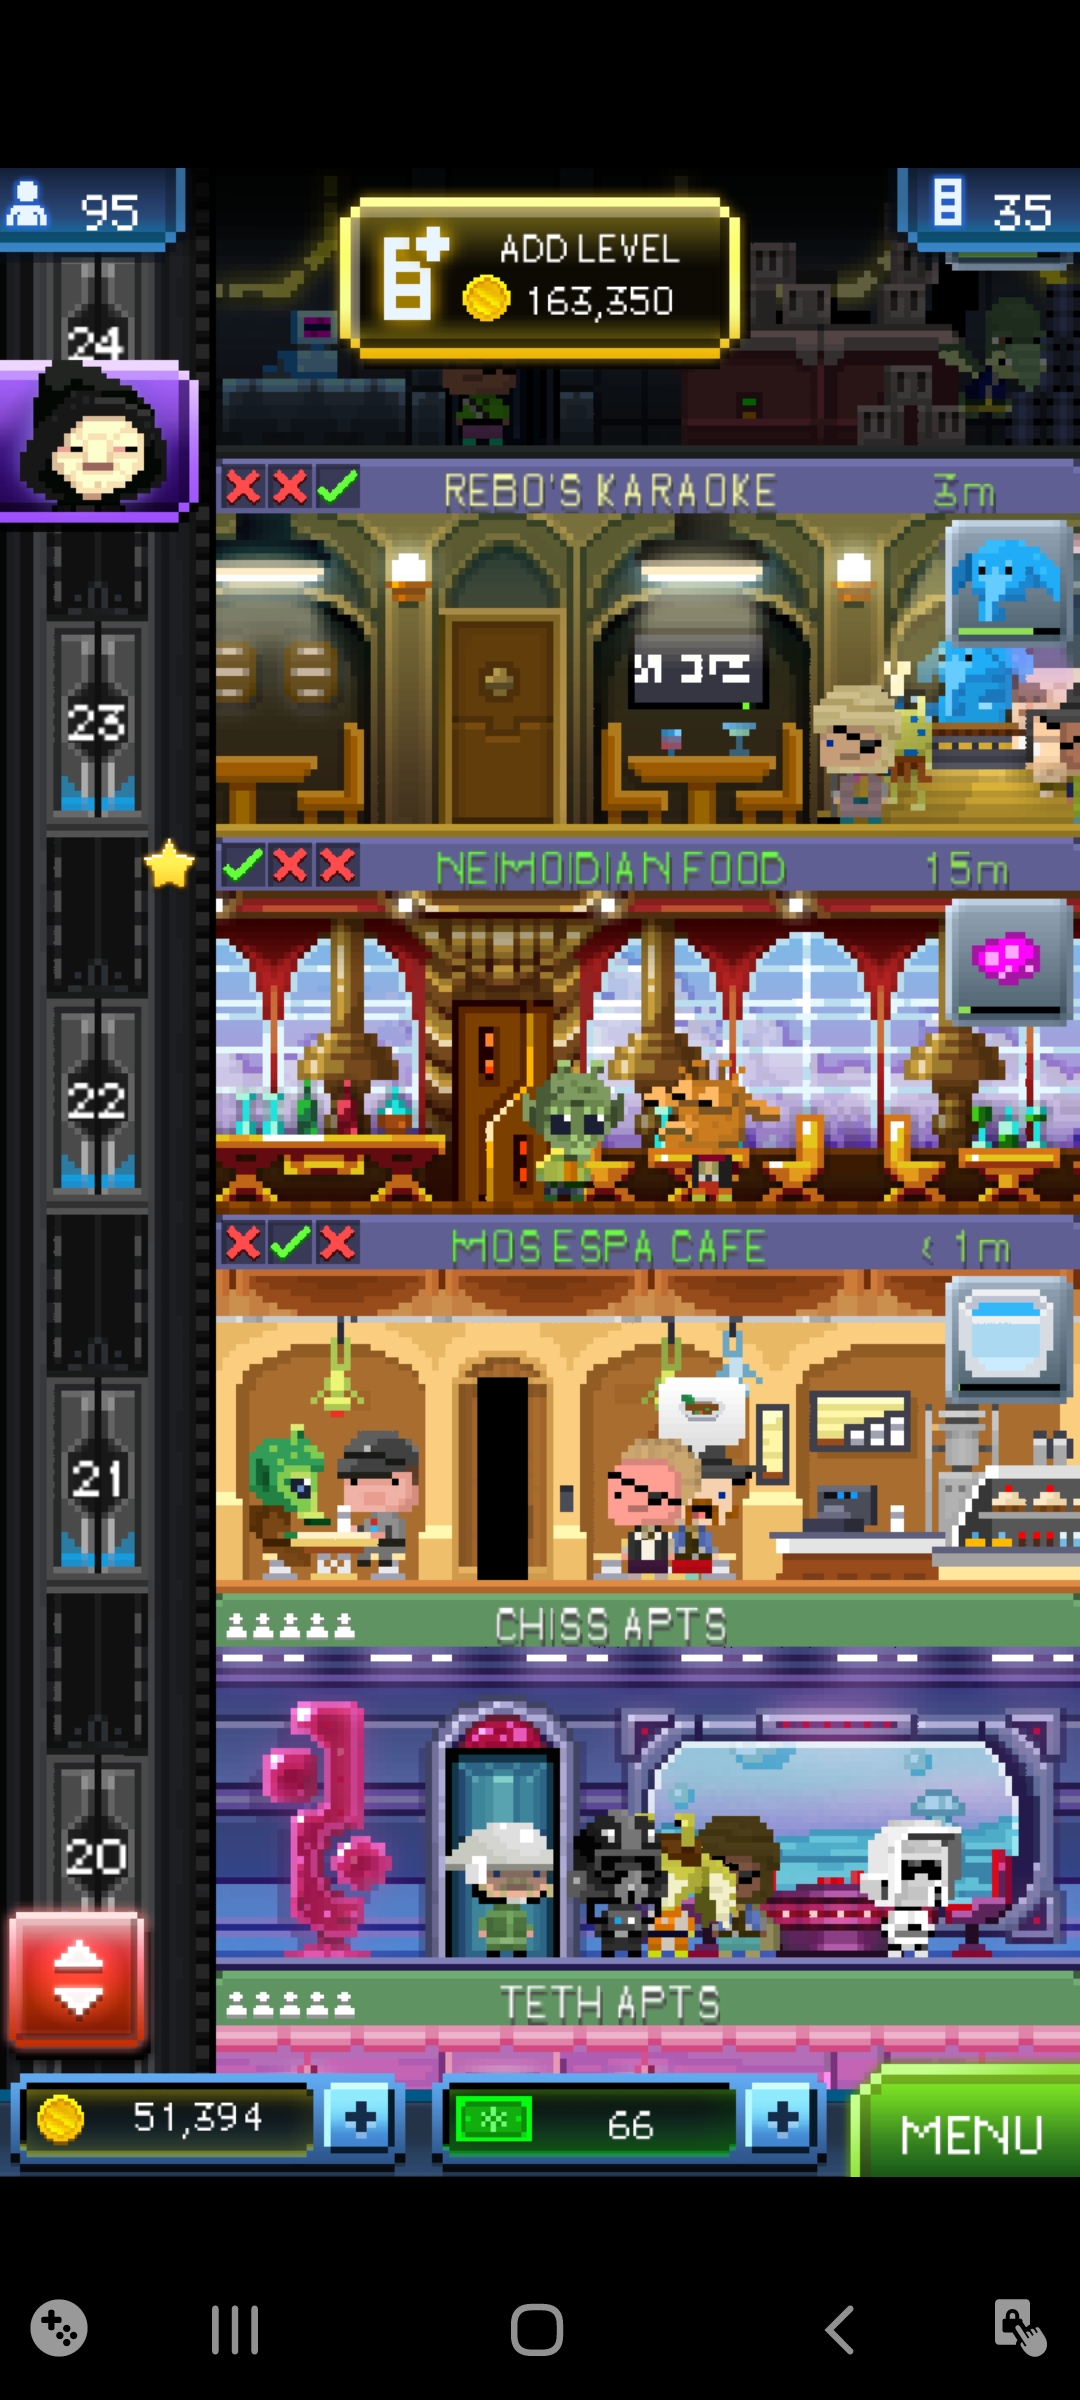 95
ADD LEVEL
163,350
35
24
REBO'S KARAOKE
3m
23
NEIMOIDIAN FOOD
15m
22
MOS ESPA CAFE
< 1m
21
CHISS APTS
20
TETH APTS
51,394
66
MENU